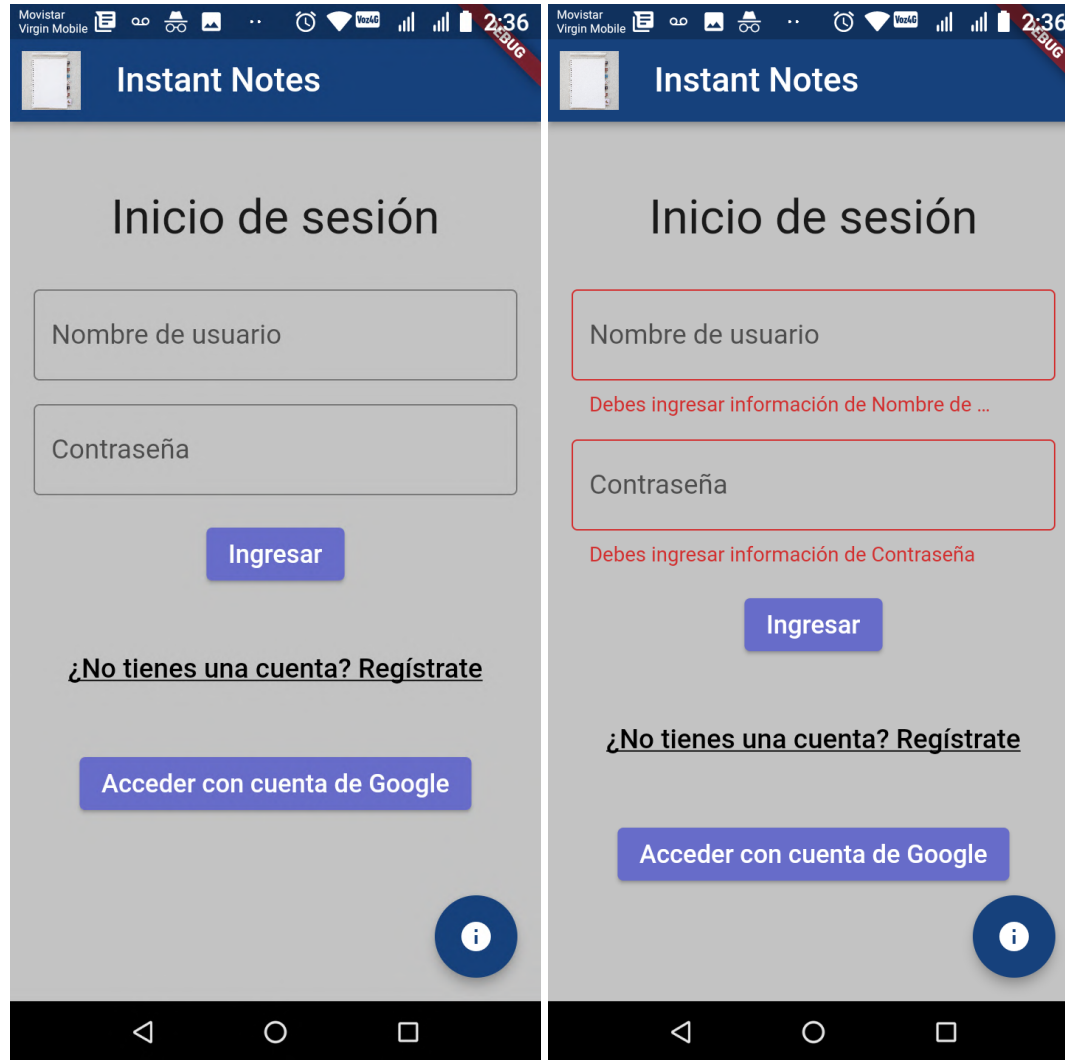 Movistar
Virgin Mobile
Voz4G
2:36
DEBUG
Instant Notes
Inicio de sesión
Nombre de usuario
Contraseña
Ingresar
¿No tienes una cuenta? Regístrate
Acceder con cuenta de Google
i
Movistar
Virgin Mobile
Voz4G
2:36
DEBUG
Instant Notes
Inicio de sesión
Nombre de usuario
Debes ingresar información de Nombre de ...
Contraseña
Debes ingresar información de Contraseña
Ingresar
¿No tienes una cuenta? Regístrate
Acceder con cuenta de Google
i